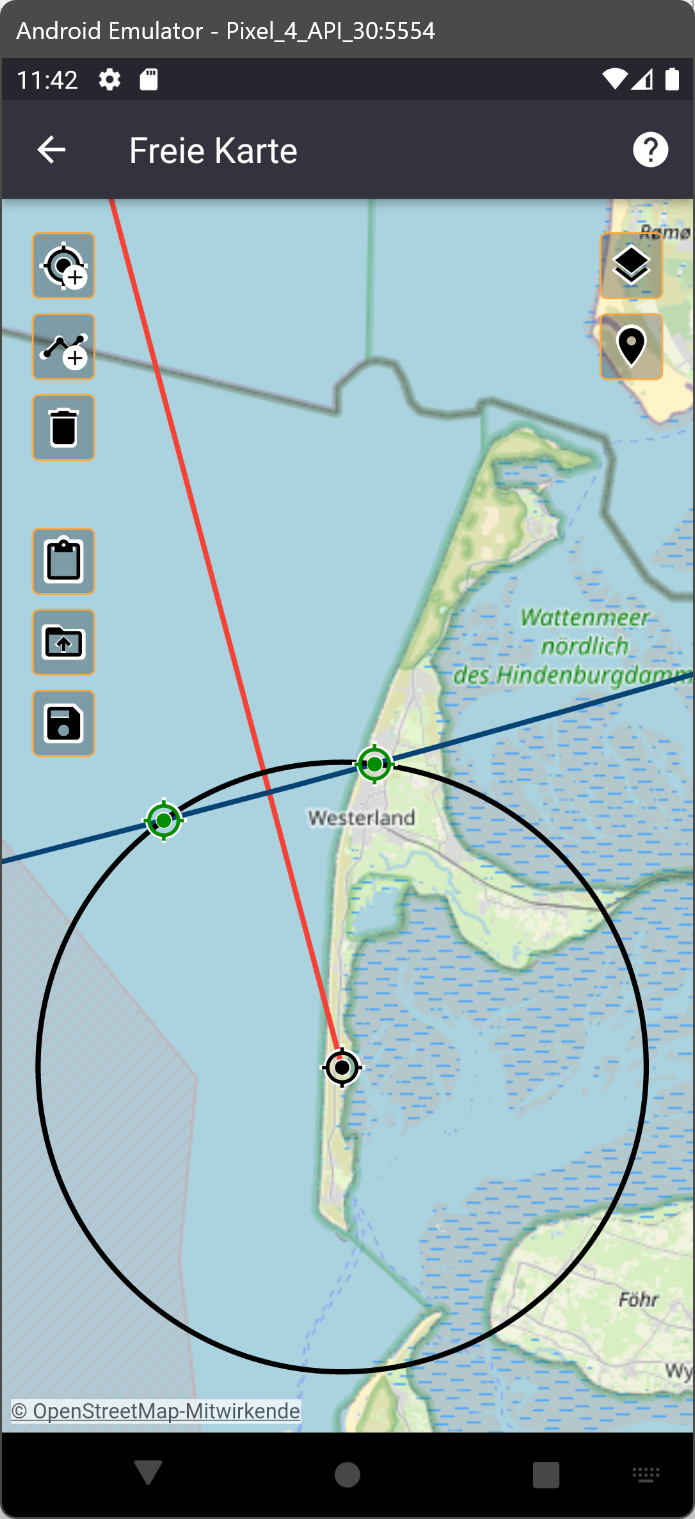 Android Emulator - Pixel_4_API_30:5554
11:42
Freie Karte
Rømø
Wattenmeer
nördlich
des Hindenburgdamm
Westerland
Föhr
Wy
© OpenStreetMap-Mitwirkende